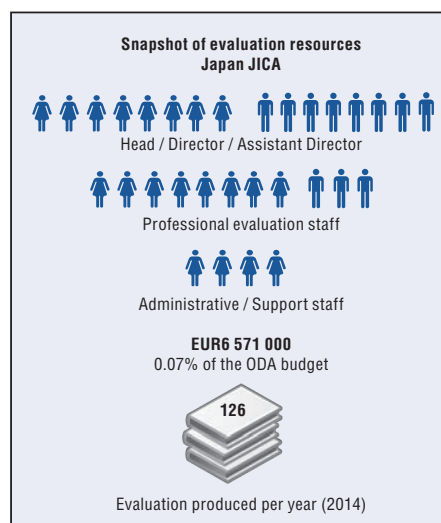 Snapshot of evaluation resources
Japan JICA
Head / Director / Assistant Director
Professional evaluation staff
Administrative / Support staff
EUR6 571 000
0.07% of the ODA budget
126
Evaluation produced per year (2014)